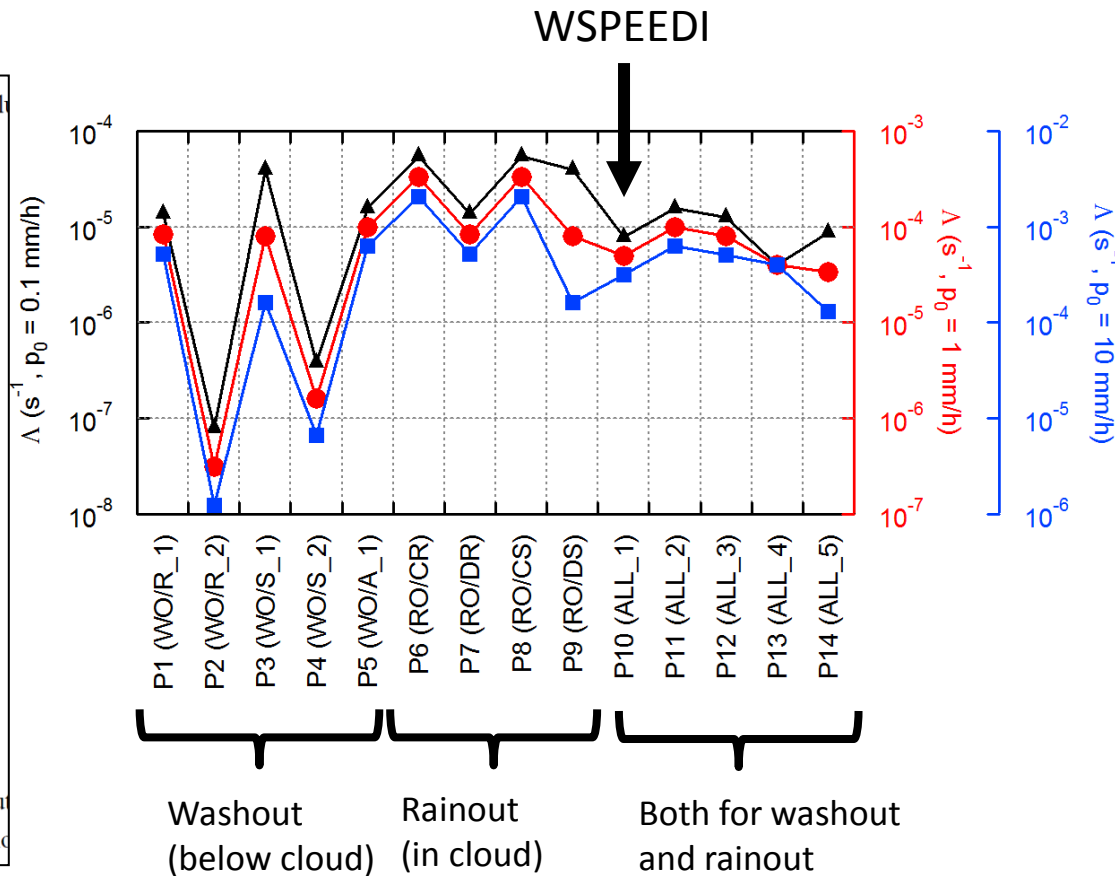 WSPEEDI
10^-4
10^-5
10^-6
10^-7
10^-8
Λ (s^-1, p_0 = 0.1 mm/h)
10^-3
10^-4
10^-5
10^-6
10^-7
Λ (s^-1, p_0 = 1 mm/h)
10^-2
10^-3
10^-4
10^-5
10^-6
Λ (s^-1, p_0 = 10 mm/h)
P1 (WO/R_1)
P2 (WO/R_2)
P3 (WO/S_1)
P4 (WO/S_2)
P5 (WO/A_1)
P6 (RO/CR)
P7 (RO/DR)
P8 (RO/CS)
P9 (RO/DS)
P10 (ALL_1)
P11 (ALL_2)
P12 (ALL_3)
P13 (ALL_4)
P14 (ALL_5)
Washout
(below cloud)
Rainout
(in cloud)
Both for washout
and rainout